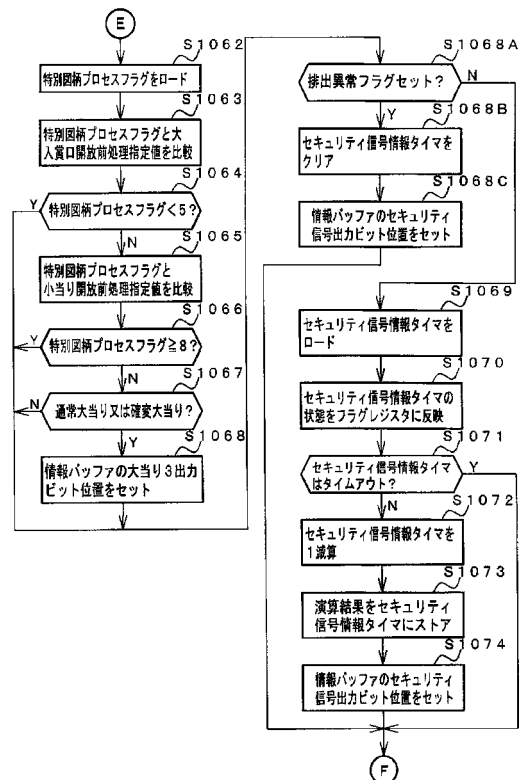 E
S1062
特別図柄プロセスフラグをロード
S1063
特別図柄プロセスフラグと大
入賞口開放前処理指定値を比較
S1064
特別図柄プロセスフラグ<5?
Y
N
S1065
特別図柄プロセスフラグと
小当り開放前処理指定値を比較
S1066
特別図柄プロセスフラグ≧8?
Y
N
S1067
通常大当り又は確変大当り?
N
Y
S1068
情報バッファの大当り3出力
ビット位置をセット
S1068A
排出異常フラグセット?
N
Y
S1068B
セキュリティ信号情報タイマを
クリア
S1068C
情報バッファのセキュリティ
信号出力ビット位置をセット
S1069
セキュリティ信号情報タイマを
ロード
S1070
セキュリティ信号情報タイマの
状態をフラグレジスタに反映
S1071
セキュリティ信号情報タイマ
はタイムアウト?
Y
N
S1072
セキュリティ信号情報タイマを
1減算
S1073
演算結果をセキュリティ
信号情報タイマにストア
S1074
情報バッファのセキュリティ
信号出力ビット位置をセット
F